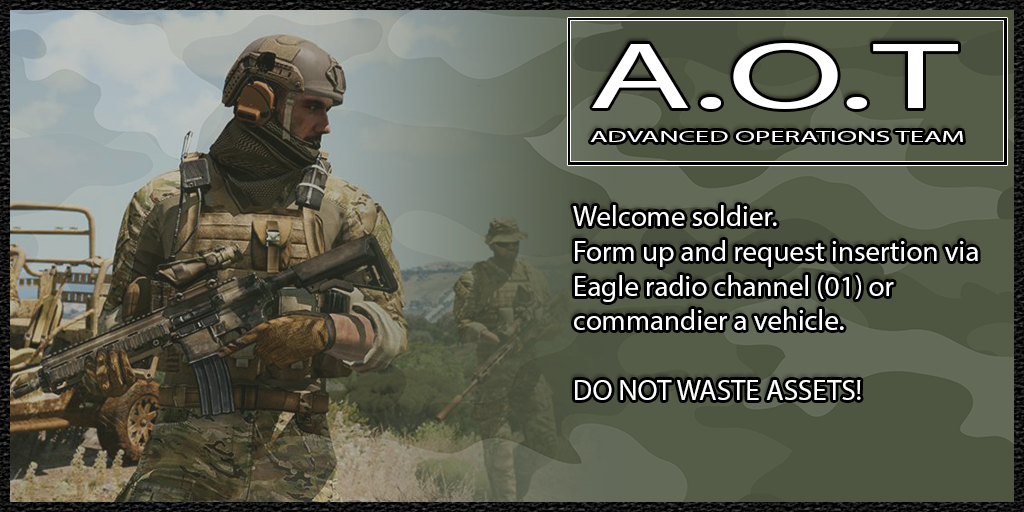 A.O.T
ADVANCED OPERATIONS TEAM
Welcome soldier.
Form up and request insertion via
Eagle radio channel (01) or
commandier a vehicle.
DO NOT WASTE ASSETS!